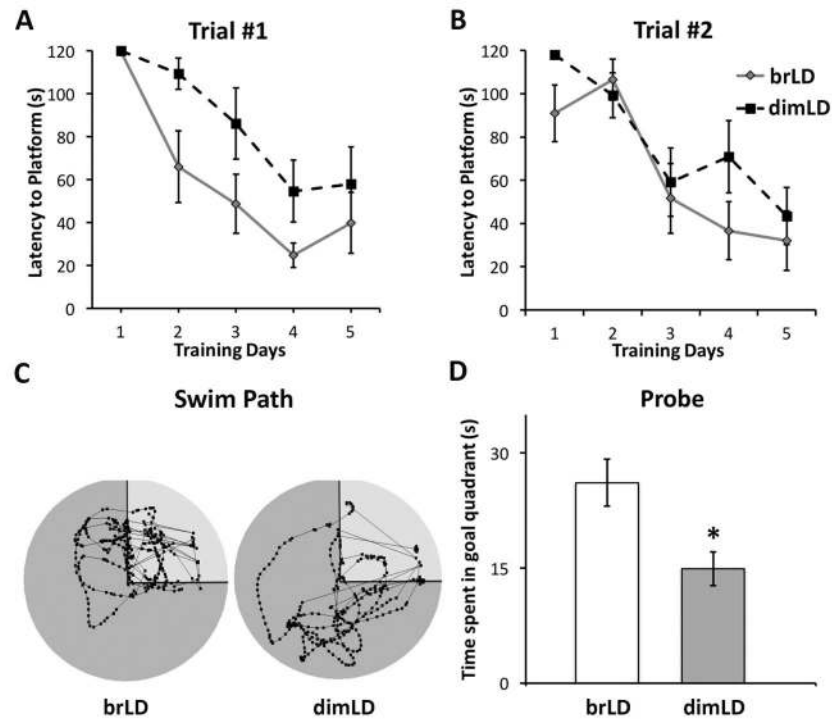 A
Trial #1
Latency to Platform (s)
120
100
80
60
40
20
0
1 2 3 4 5
Training Days
B
Trial #2
Latency to Platform (s)
120
100
80
60
40
20
0
1 2 3 4 5
Training Days
brLD
dimLD
C
Swim Path
brLD dimLD
D
Probe
Time spent in goal quadrant (s)
30
15
0
*
brLD dimLD